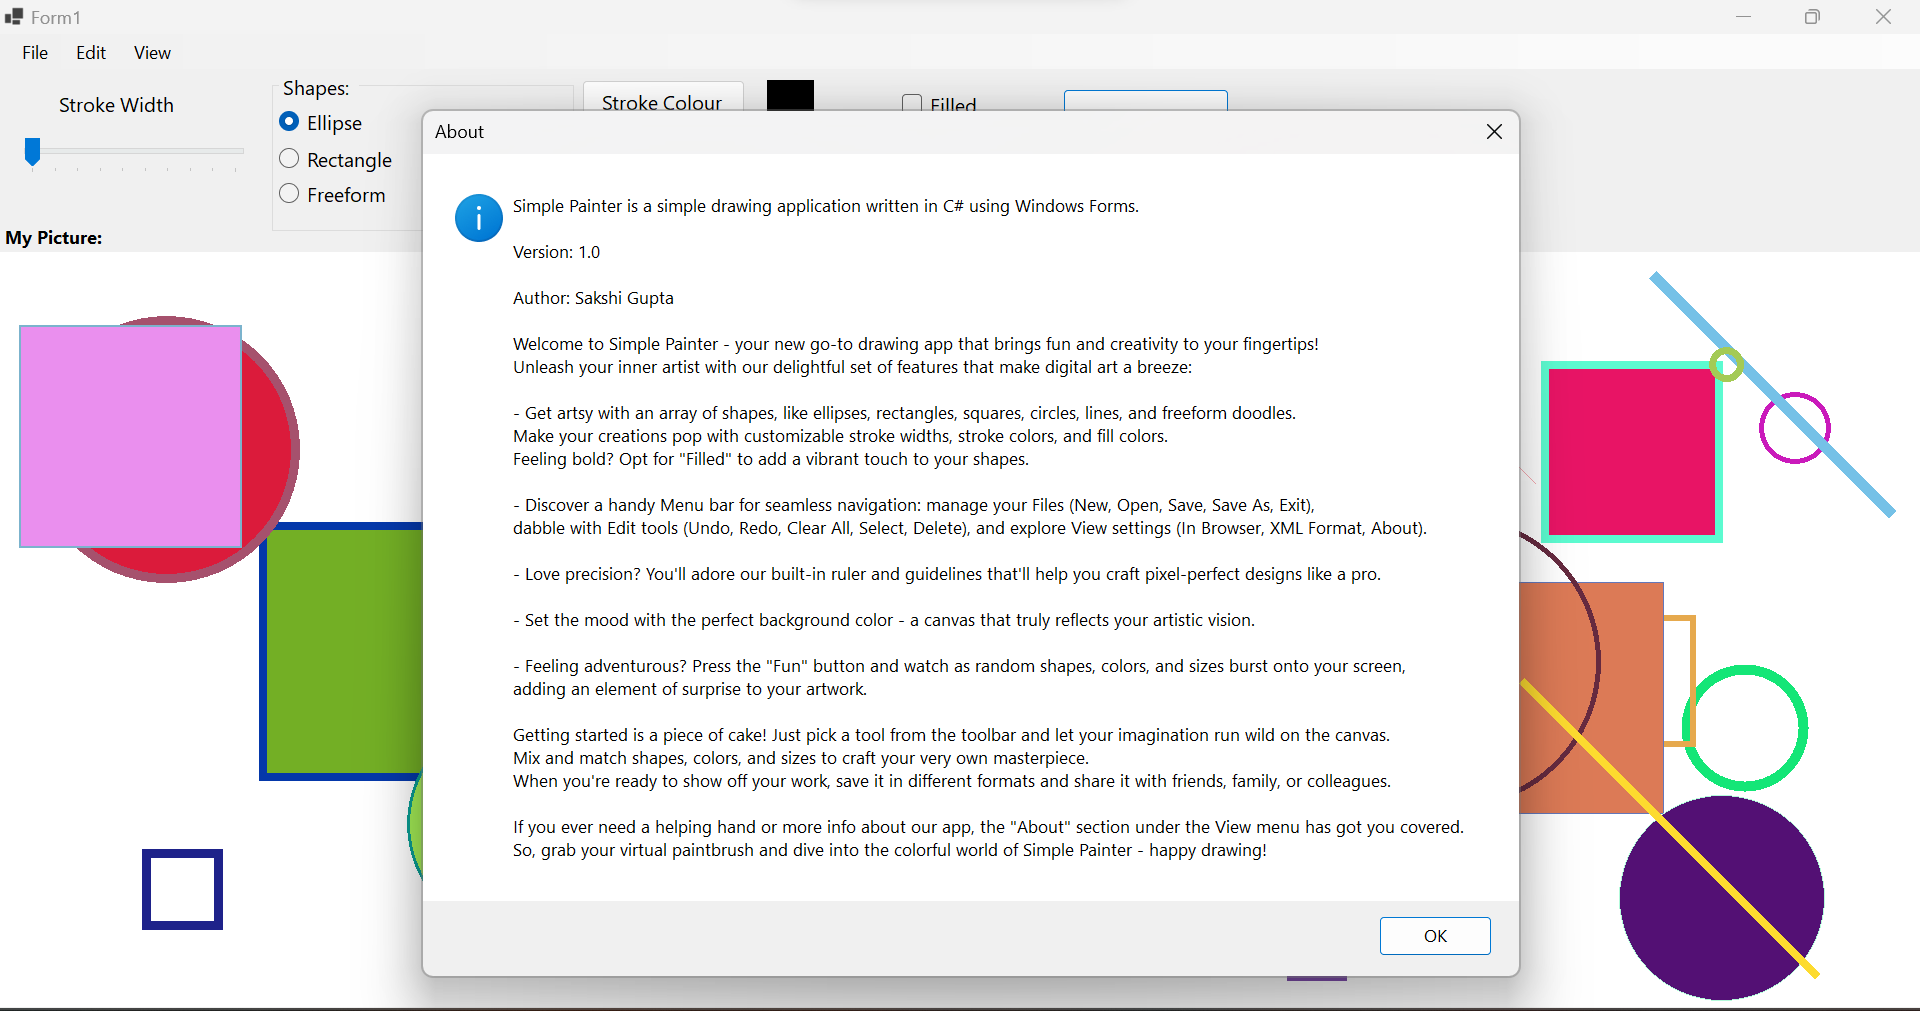 Form1
File Edit View
Stroke Width
Shapes:
Ellipse
Rectangle
Freeform
Stroke Colour
Filled
My Picture:
About
Simple Painter is a simple drawing application written in C# using Windows Forms.
Version: 1.0
Author: Sakshi Gupta
Welcome to Simple Painter - your new go-to drawing app that brings fun and creativity to your fingertips!
Unleash your inner artist with our delightful set of features that make digital art a breeze:
- Get artsy with an array of shapes, like ellipses, rectangles, squares, circles, lines, and freeform doodles.
Make your creations pop with customizable stroke widths, stroke colors, and fill colors.
Feeling bold? Opt for "Filled" to add a vibrant touch to your shapes.
- Discover a handy Menu bar for seamless navigation: manage your Files (New, Open, Save, Save As, Exit),
dabble with Edit tools (Undo, Redo, Clear All, Select, Delete), and explore View settings (In Browser, XML Format, About).
- Love precision? You'll adore our built-in ruler and guidelines that'll help you craft pixel-perfect designs like a pro.
- Set the mood with the perfect background color - a canvas that truly reflects your artistic vision.
- Feeling adventurous? Press the "Fun" button and watch as random shapes, colors, and sizes burst onto your screen,
adding an element of surprise to your artwork.
Getting started is a piece of cake! Just pick a tool from the toolbar and let your imagination run wild on the canvas.
Mix and match shapes, colors, and sizes to craft your very own masterpiece.
When you're ready to show off your work, save it in different formats and share it with friends, family, or colleagues.
If you ever need a helping hand or more info about our app, the "About" section under the View menu has got you covered.
So, grab your virtual paintbrush and dive into the colorful world of Simple Painter - happy drawing!
OK